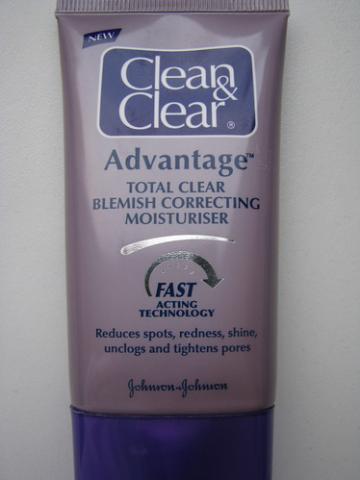 NEW
Clean
&
Clear®
Advantage™
TOTAL CLEAR
BLEMISH CORRECTING
MOISTURISER
FAST
ACTING
TECHNOLOGY
Reduces spots, redness, shine,
unclogs and tightens pores
Johnson & Johnson